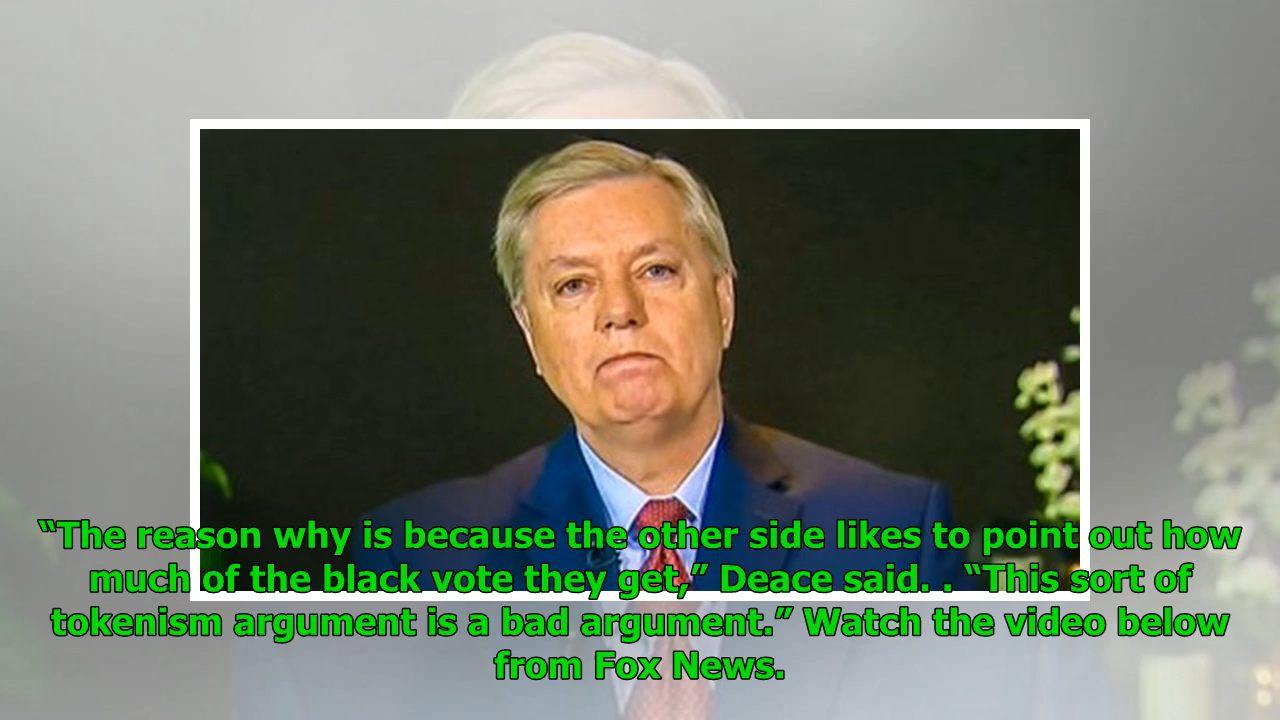 “The reason why is because the other side likes to point out how
much of the black vote they get,” Deace said. . “This sort of
tokenism argument is a bad argument.” Watch the video below
from Fox News.